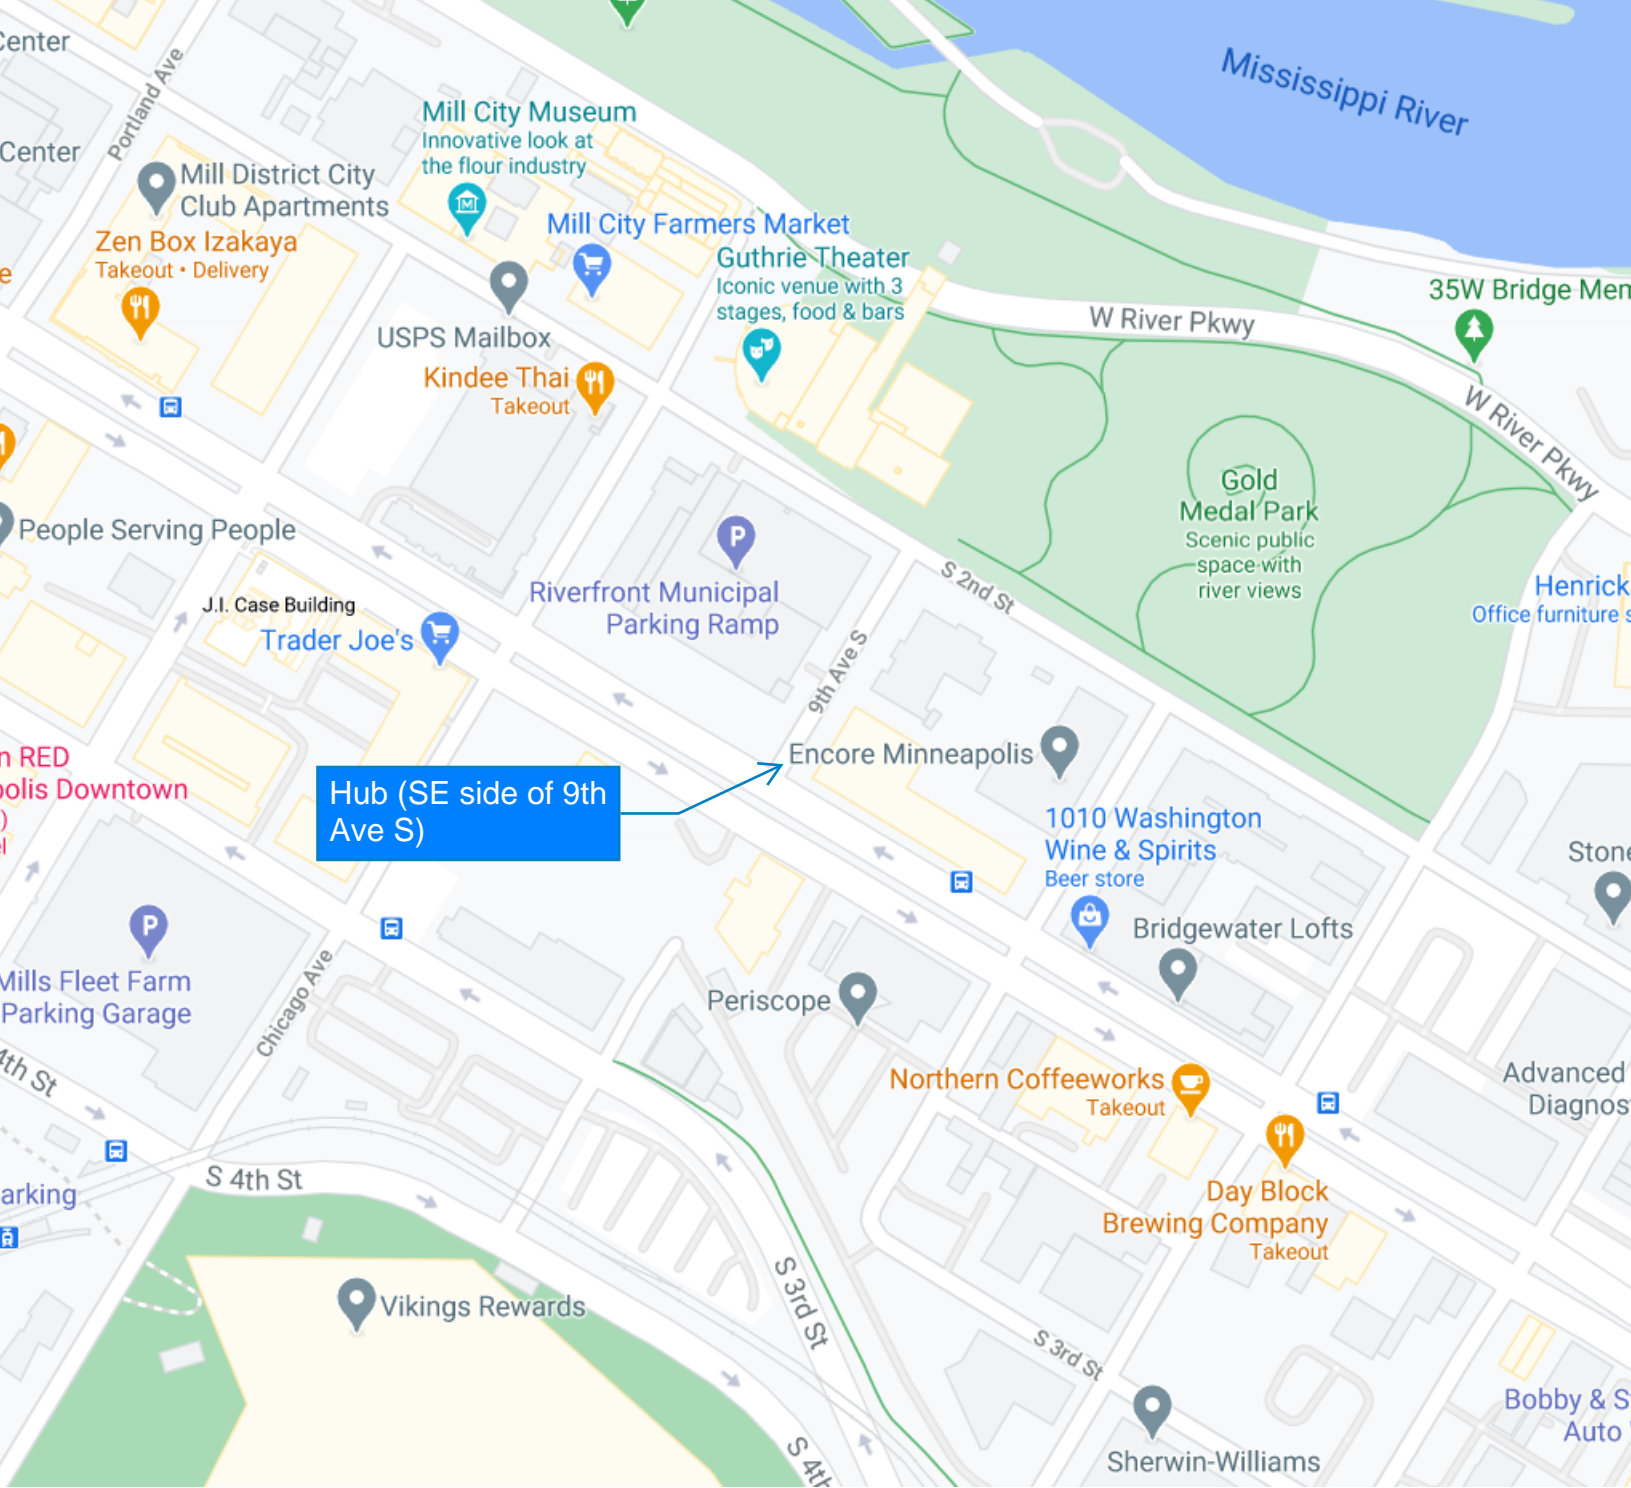 Center
Portland Ave
Mississippi River
Mill City Museum
Innovative look at
the flour industry
Center
Mill District City
Club Apartments
Mill City Farmers Market
Zen Box Izakaya
Takeout • Delivery
Guthrie Theater
Iconic venue with 3
stages, food & bars
35W Bridge Mem
W River Pkwy
USPS Mailbox
Kindee Thai
Takeout
W River Pkwy
Gold
Medal Park
Scenic public
space with
river views
People Serving People
S 2nd St
Riverfront Municipal
Parking Ramp
Henrick
Office furniture s
J.I. Case Building
Trader Joe's
9th Ave S
n RED
polis Downtown
Encore Minneapolis
Hub (SE side of 9th
Ave S)
1010 Washington
Wine & Spirits
Beer store
Stone
Bridgewater Lofts
Mills Fleet Farm
Parking Garage
Chicago Ave
Periscope
4th St
Northern Coffeeworks
Takeout
Advanced
Diagnos
S 4th St
arking
Day Block
Brewing Company
Takeout
S 3rd St
Vikings Rewards
S 3rd St
Bobby & S
Auto
S 4th
Sherwin-Williams